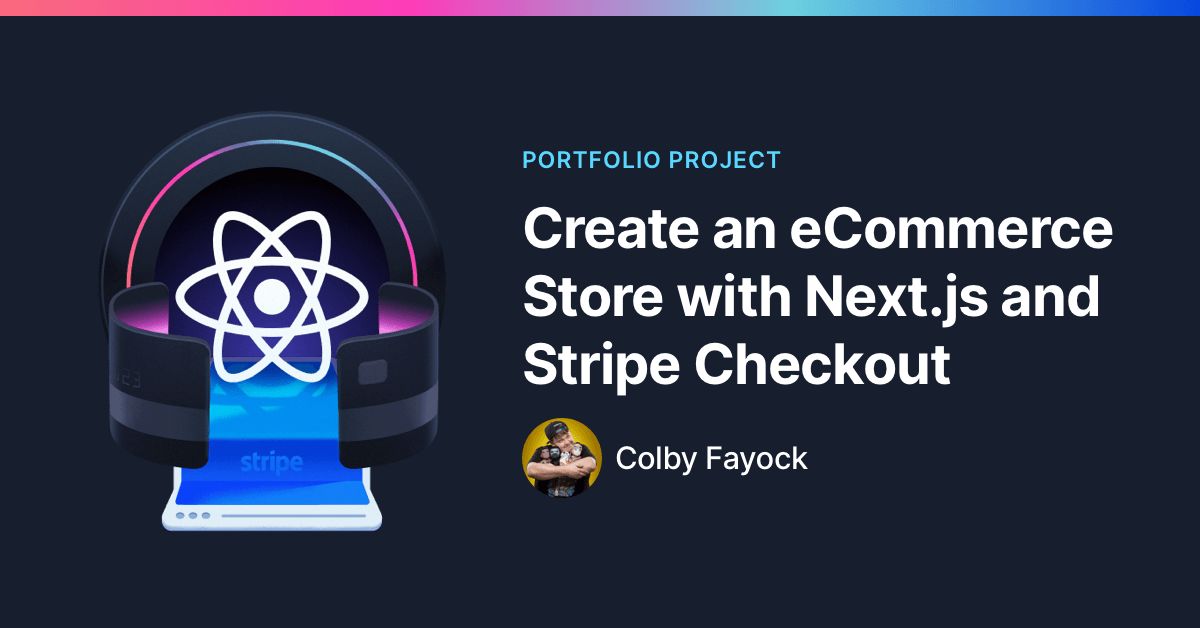 PORTFOLIO PROJECT
Create an eCommerce
Store with Next.js and
Stripe Checkout
Colby Fayock
stripe